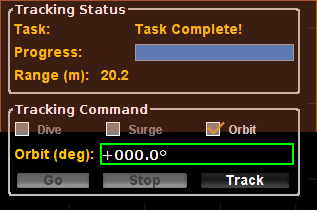 Tracking Status
Task: Task Complete!
Progress:
Range (m): 20.2
Tracking Command
Dive Surge Orbit
Orbit (deg): +000.0°
Go Stop Track